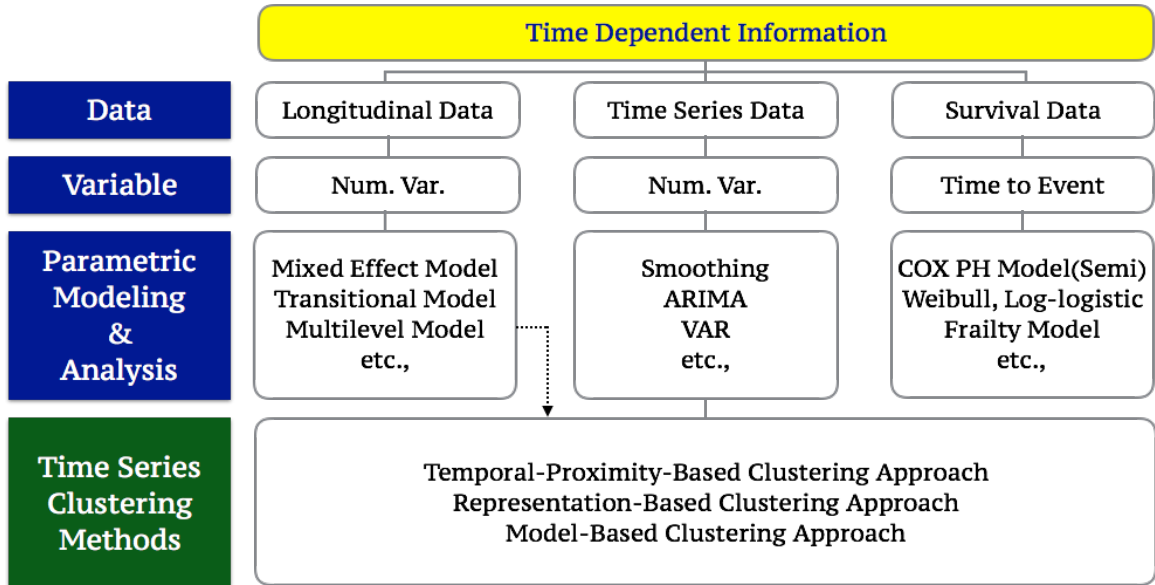 Time Dependent Information
Data
Longitudinal Data
Time Series Data
Survival Data
Variable
Num. Var.
Num. Var.
Time to Event
Parametric
Modeling
&
Analysis
Mixed Effect Model
Transitional Model
Multilevel Model
etc.,
Smoothing
ARIMA
VAR
etc.,
COX PH Model(Semi)
Weibull, Log-logistic
Frailty Model
etc.,
Time Series
Clustering
Methods
Temporal-Proximity-Based Clustering Approach
Representation-Based Clustering Approach
Model-Based Clustering Approach